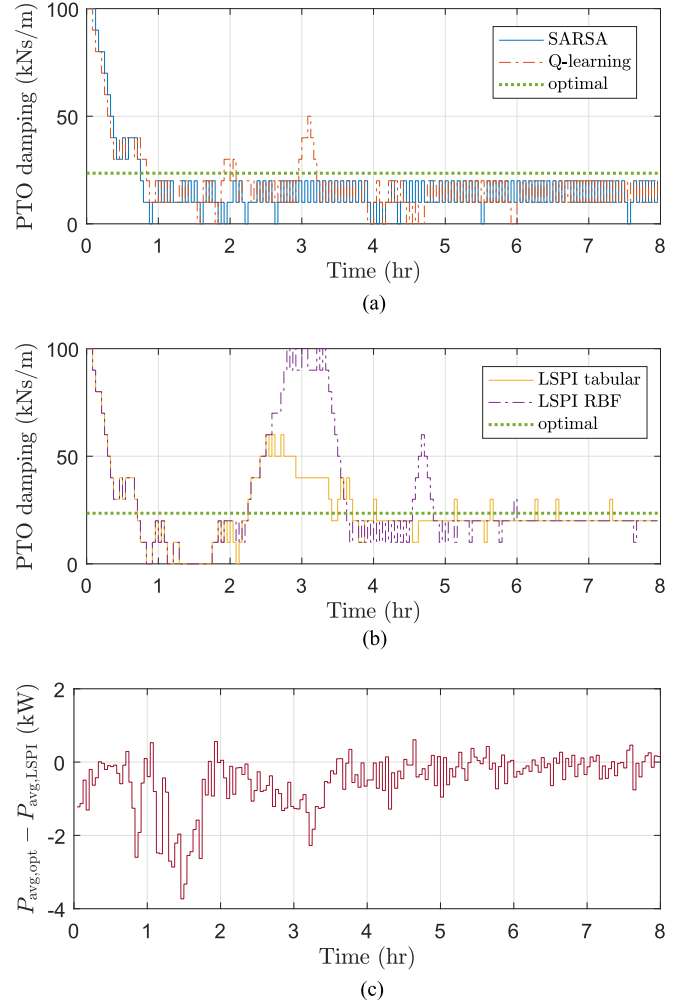 100
50
0
PTO damping (kNs/m)
SARSA
Q-learning
optimal
0 1 2 3 4 5 6 7 8
Time (hr)
(a)
100
50
0
PTO damping (kNs/m)
LSPI tabular
LSPI RBF
optimal
0 1 2 3 4 5 6 7 8
Time (hr)
(b)
2
0
-2
-4
P_avg,opt − P_avg,LSPI (kW)
0 1 2 3 4 5 6 7 8
Time (hr)
(c)